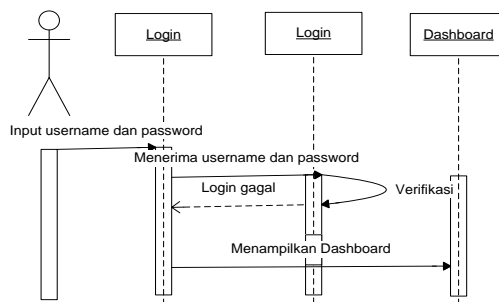 Login
Login
Dashboard
Input username dan password
Menerima username dan password
Login gagal
Verifikasi
Menampilkan Dashboard